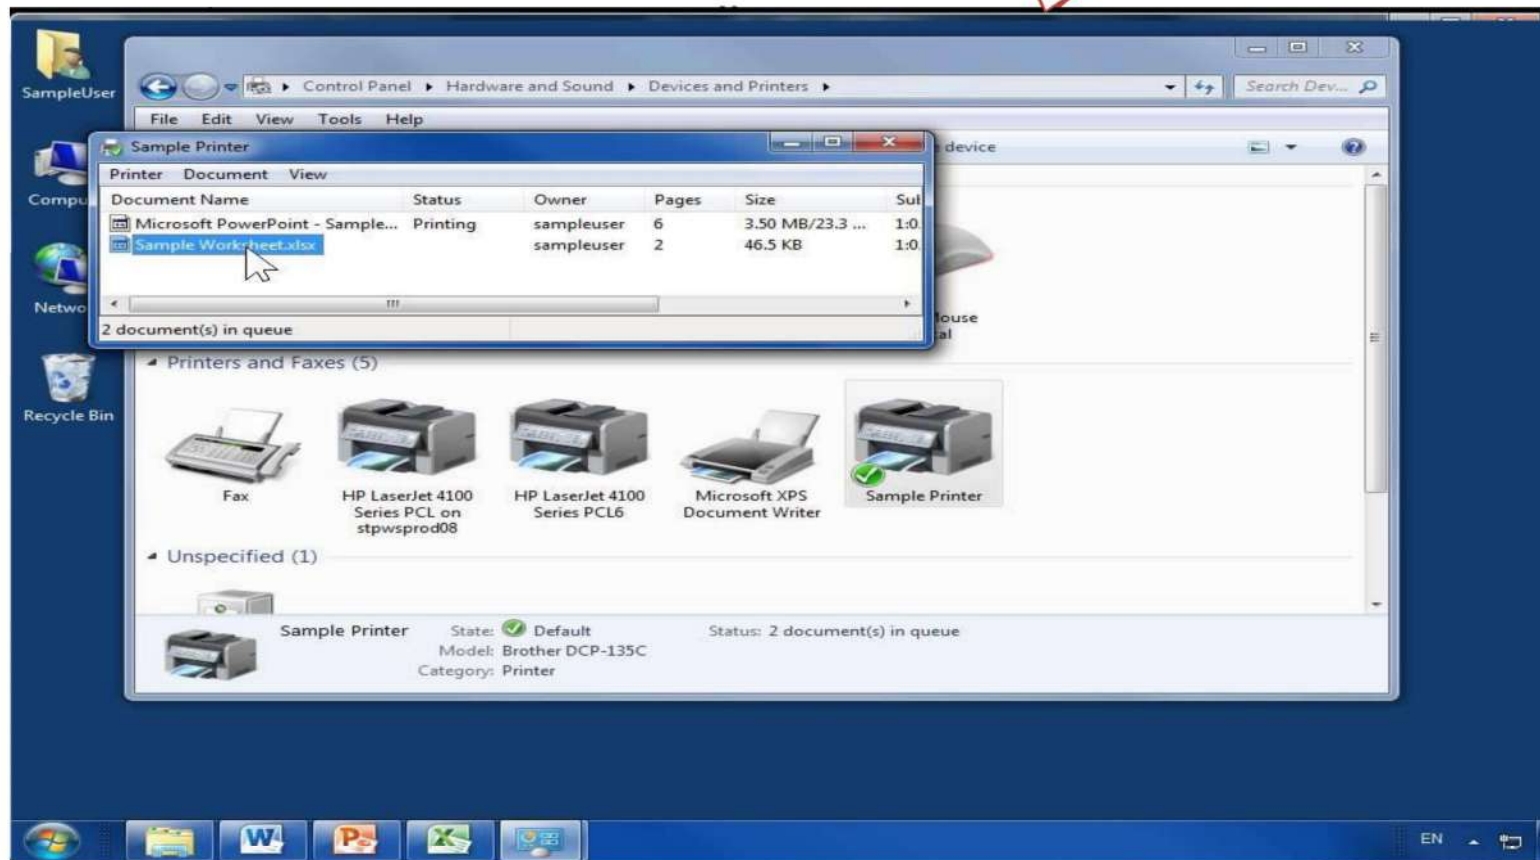 SampleUser
Control Panel ▸ Hardware and Sound ▸ Devices and Printers ▸
Search Dev...
File Edit View Tools Help
Sample Printer
device
Printer Document View
Compu
Document Name Status Owner Pages Size Sul
Microsoft PowerPoint - Sample... Printing sampleuser 6 3.50 MB/23.3 ... 1:0
Sample Worksheet.xlsx sampleuser 2 46.5 KB 1:0
Netwo
2 document(s) in queue
ouse
al
Printers and Faxes (5)
Recycle Bin
Fax
HP LaserJet 4100 Series PCL on stpwsprod08
HP LaserJet 4100 Series PCL6
Microsoft XPS Document Writer
Sample Printer
Unspecified (1)
Sample Printer State: Default Status: 2 document(s) in queue
Model: Brother DCP-135C
Category: Printer
EN